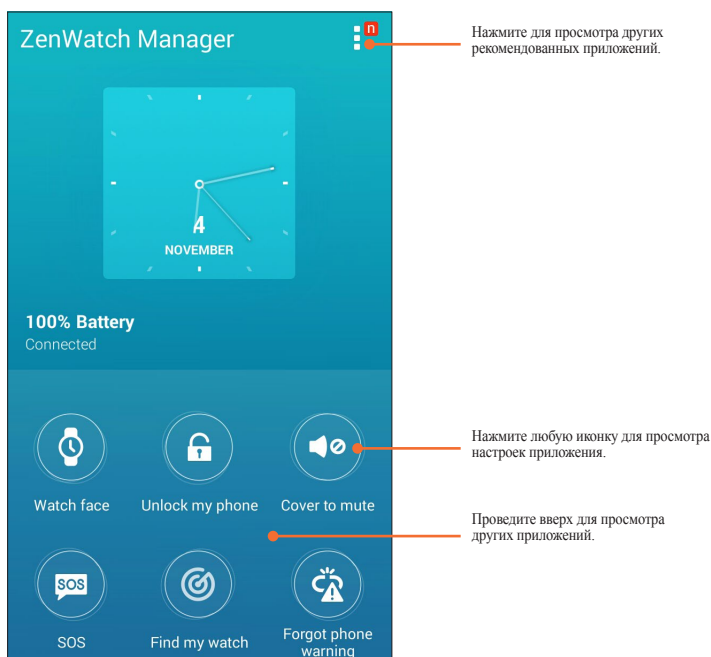 ZenWatch Manager
n
Нажмите для просмотра других
рекомендованных приложений.
4
NOVEMBER
100% Battery
Connected
Нажмите любую иконку для просмотра
настроек приложения.
Watch face
Unlock my phone
Cover to mute
Проведите вверх для просмотра
других приложений.
SOS
SOS
Find my watch
Forgot phone
warning